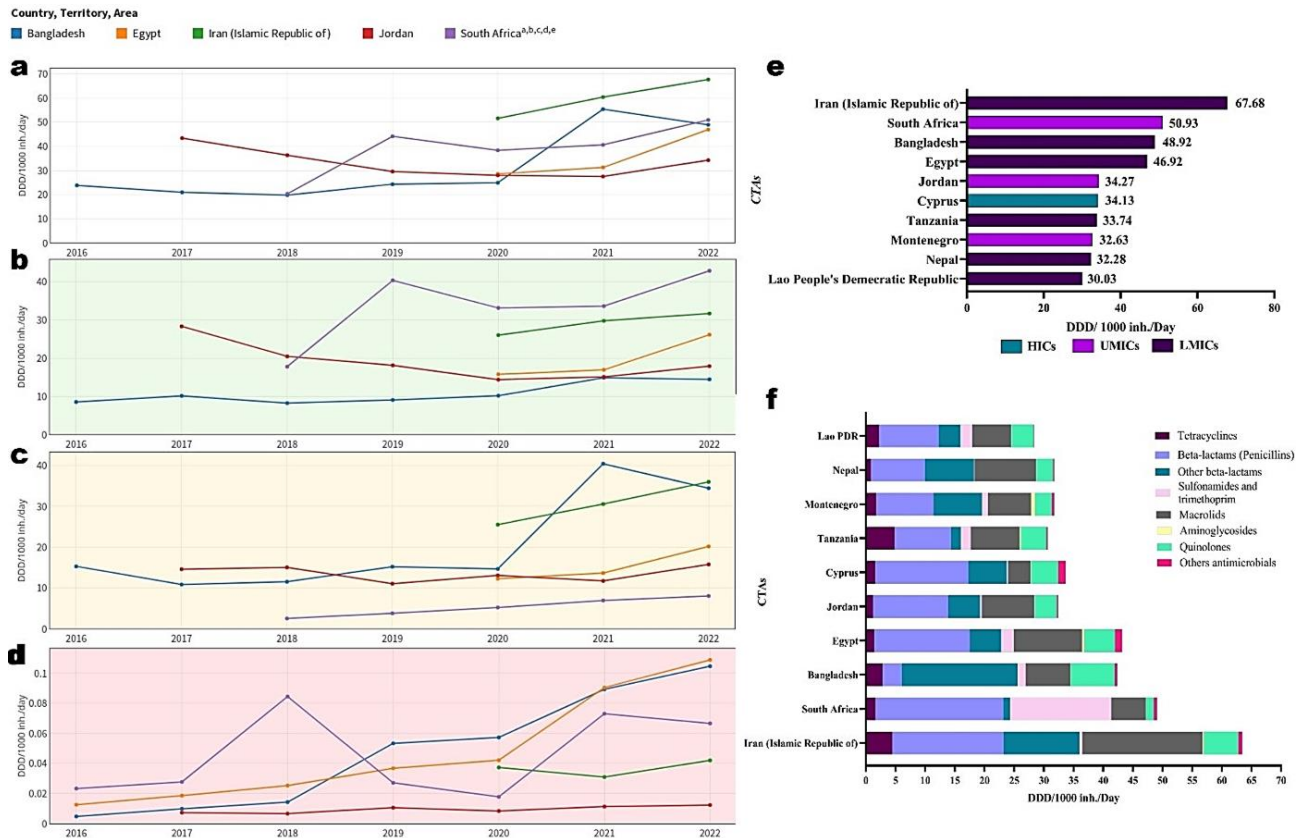 Country, Territory, Area
Bangladesh Egypt Iran (Islamic Republic of) Jordan South Africa a,b,c,d,e
a
DDD/1000 inh./day
70
60
50
40
30
20
10
0
2016 2017 2018 2019 2020 2021 2022
b
DDD/1000 inh./day
40
30
20
10
0
2016 2017 2018 2019 2020 2021 2022
c
DDD/1000 inh./day
40
30
20
10
0
2016 2017 2018 2019 2020 2021 2022
d
DDD/1000 inh./day
0.1
0.08
0.06
0.04
0.02
0
2016 2017 2018 2019 2020 2021 2022
e
CTAs
Iran (Islamic Republic of) 67.68
South Africa 50.93
Bangladesh 48.92
Egypt 46.92
Jordan 34.27
Cyprus 34.13
Tanzania 33.74
Montenegro 32.63
Nepal 32.28
Lao People's Democratic Republic 30.03
0 20 40 60 80
DDD/ 1000 inh./Day
HICs UMICs LMICs
f
CTAs
Lao PDR
Nepal
Montenegro
Tanzania
Cyprus
Jordan
Egypt
Bangladesh
South Africa
Iran (Islamic Republic of)
0 5 10 15 20 25 30 35 40 45 50 55 60 65 70
DDD/1000 inh./Day
Tetracyclines
Beta-lactams (Penicillins)
Other beta-lactams
Sulfonamides and
trimethoprim
Macrolids
Aminoglycosides
Quinolones
Others antimicrobials